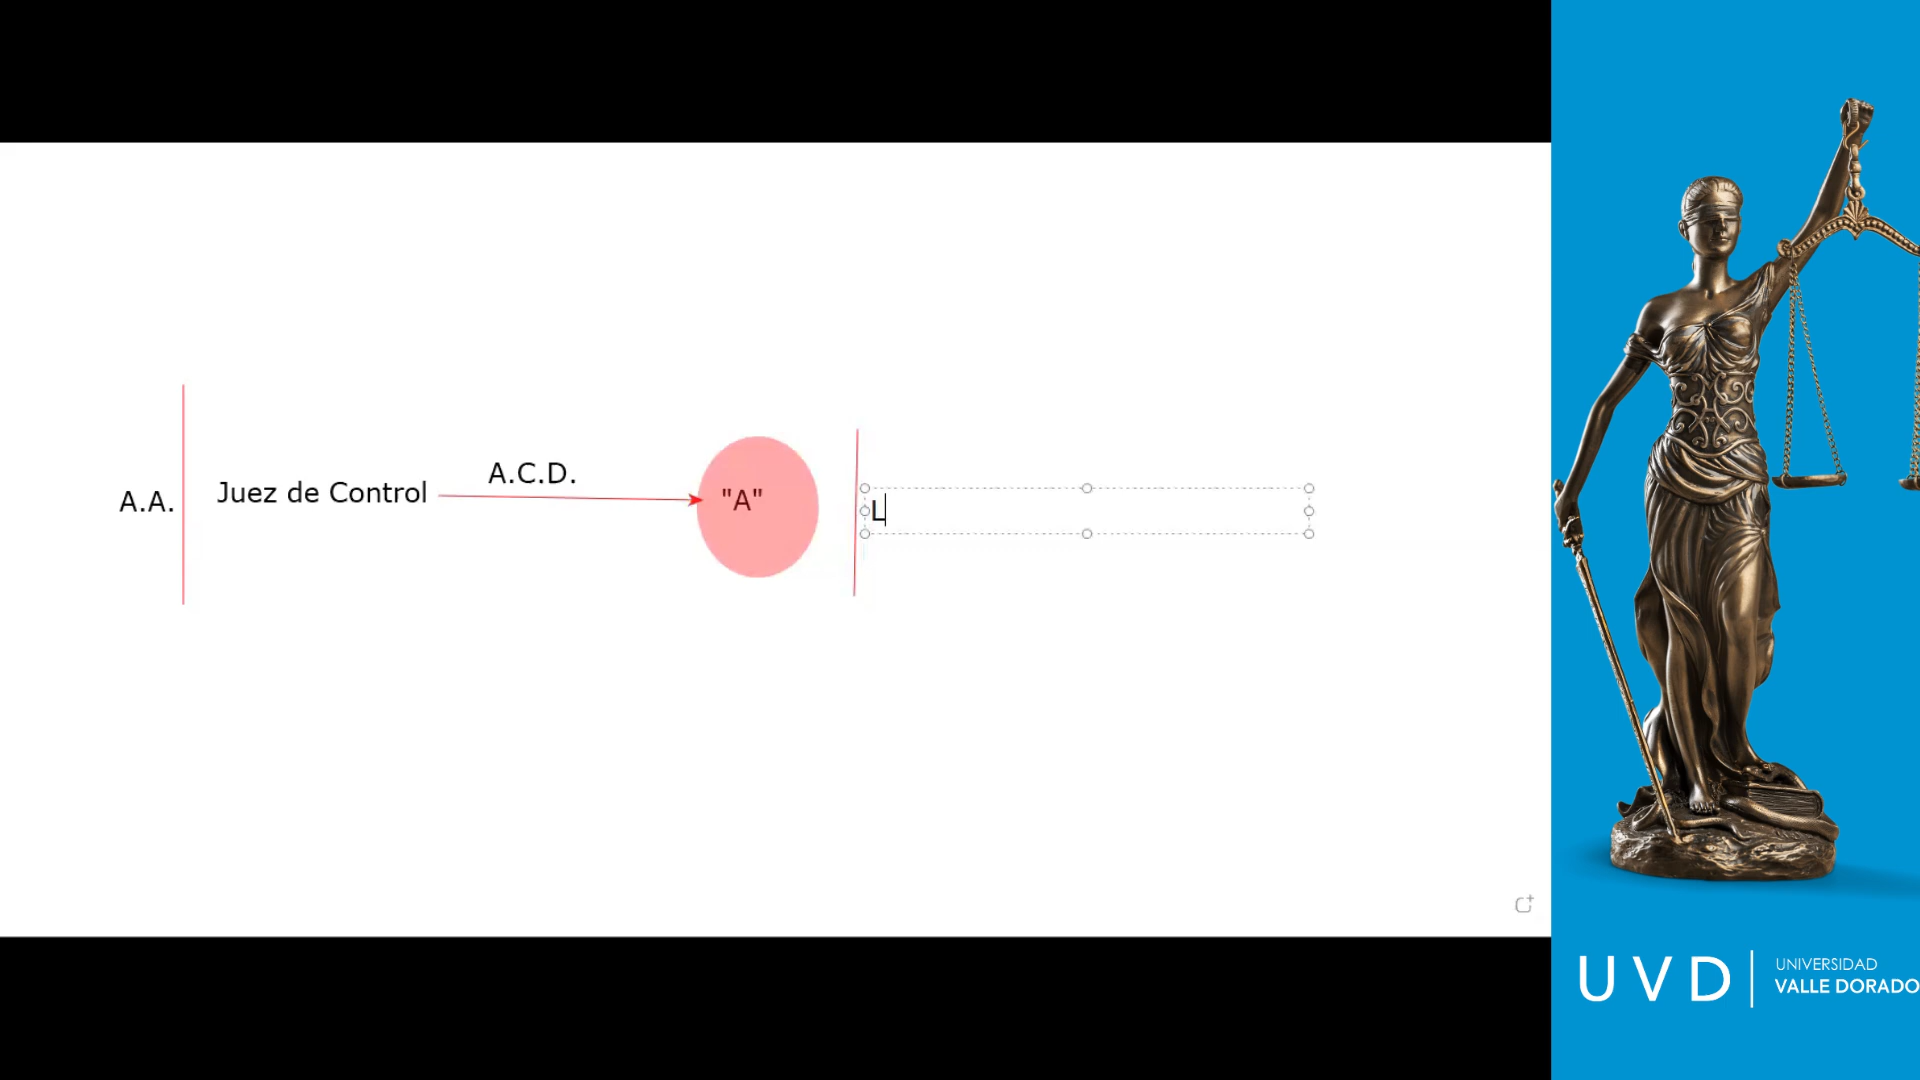 A.A.
Juez de Control
A.C.D.
"A"
L
UVD
UNIVERSIDAD
VALLE DORADO